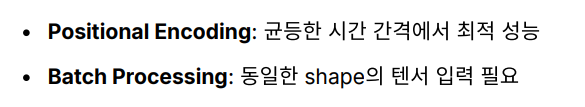 • Positional Encoding: 균등한 시간 간격에서 최적 성능
• Batch Processing: 동일한 shape의 텐서 입력 필요